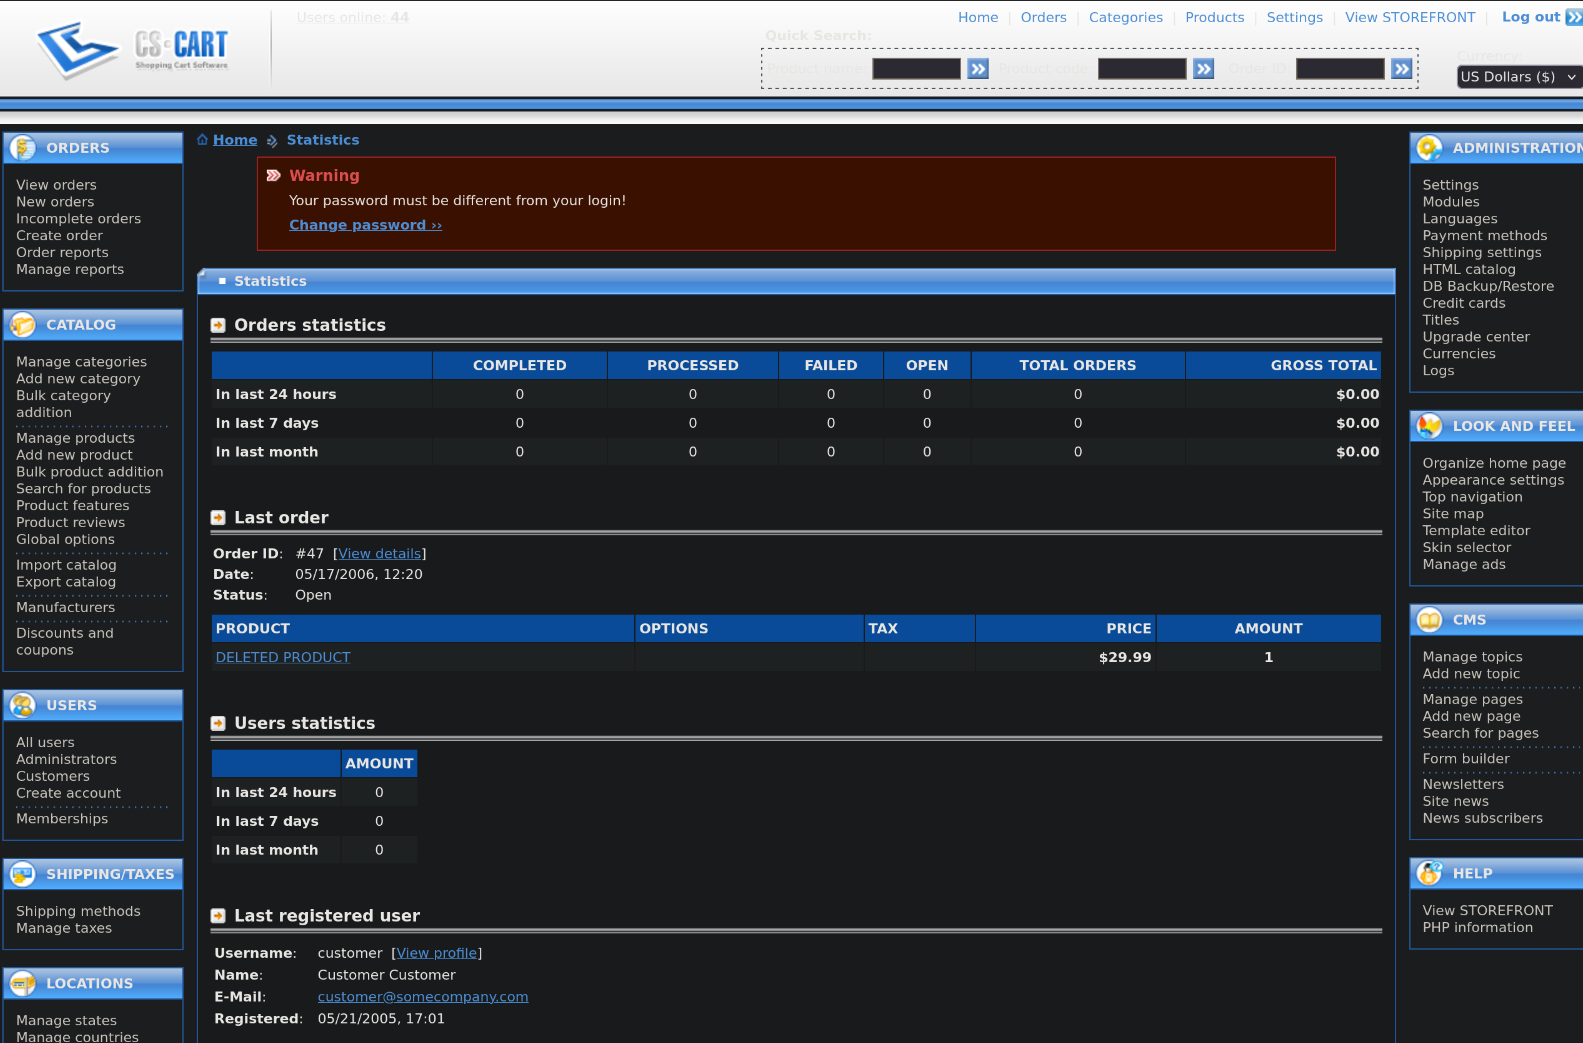 Users online: 44
Home | Orders | Categories | Products | Settings | View STOREFRONT | Log out
CS-CART
Shopping Cart Software
Quick Search:
Product name
Product code
Order ID
Currency
US Dollars ($)
ORDERS
View orders
New orders
Incomplete orders
Create order
Order reports
Manage reports
CATALOG
Manage categories
Add new category
Bulk category
addition
Manage products
Add new product
Bulk product addition
Search for products
Product features
Product reviews
Global options
Import catalog
Export catalog
Manufacturers
Discounts and
coupons
USERS
All users
Administrators
Customers
Create account
Memberships
SHIPPING/TAXES
Shipping methods
Manage taxes
LOCATIONS
Manage states
Manage countries
Home Statistics
Warning
Your password must be different from your login!
Change password ››
Statistics
Orders statistics
COMPLETED PROCESSED FAILED OPEN TOTAL ORDERS GROSS TOTAL
In last 24 hours 0 0 0 0 0 $0.00
In last 7 days 0 0 0 0 0 $0.00
In last month 0 0 0 0 0 $0.00
Last order
Order ID: #47 [View details]
Date: 05/17/2006, 12:20
Status: Open
PRODUCT OPTIONS TAX PRICE AMOUNT
DELETED PRODUCT $29.99 1
Users statistics
AMOUNT
In last 24 hours 0
In last 7 days 0
In last month 0
Last registered user
Username: customer [View profile]
Name: Customer Customer
E-Mail: customer@somecompany.com
Registered: 05/21/2005, 17:01
ADMINISTRATION
Settings
Modules
Languages
Payment methods
Shipping settings
HTML catalog
DB Backup/Restore
Credit cards
Titles
Upgrade center
Currencies
Logs
LOOK AND FEEL
Organize home page
Appearance settings
Top navigation
Site map
Template editor
Skin selector
Manage ads
CMS
Manage topics
Add new topic
Manage pages
Add new page
Search for pages
Form builder
Newsletters
Site news
News subscribers
HELP
View STOREFRONT
PHP information